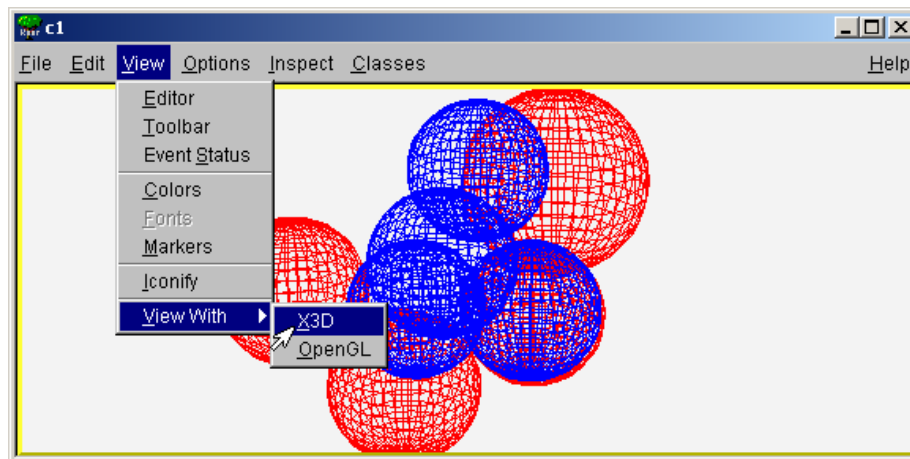 c1
File Edit View Options Inspect Classes Help
Editor
Toolbar
Event Status
Colors
Fonts
Markers
Iconify
View With
X3D
OpenGL